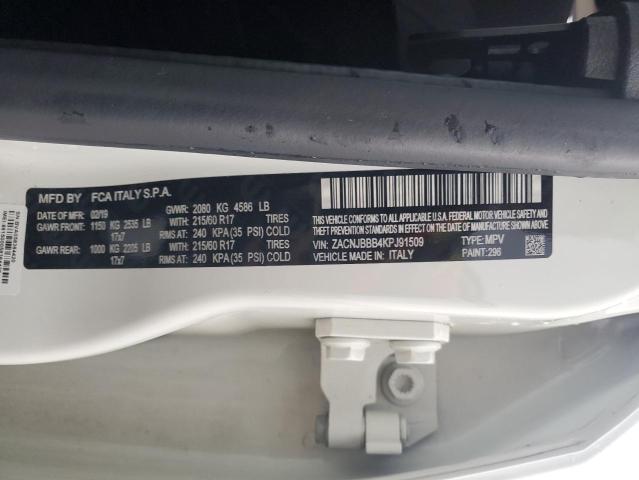 MFD BY FCA ITALY S.P.A.
DATE OF MFR: 02/19 GVWR: 2080 KG 4586 LB
GAWR FRONT: 1150 KG 2535 LB WITH: 215/60 R17 TIRES
17x7 RIMS AT: 240 KPA(35 PSI) COLD
GAWR REAR: 1000 KG 2205 LB WITH: 215/60 R17 TIRES
17x7 RIMS AT: 240 KPA(35 PSI) COLD
THIS VEHICLE CONFORMS TO ALL APPLICABLE U.S.A. FEDERAL MOTOR VEHICLE
SAFETY, BUMPER, AND THEFT PREVENTION STANDARDS IN EFFECT ON THE DATE OF
MANUFACTURE SHOWN ABOVE
VIN: ZACNJBBB4KPJ91509 TYPE: MPV
VEHICLE MADE IN: ITALY PAINT: 296